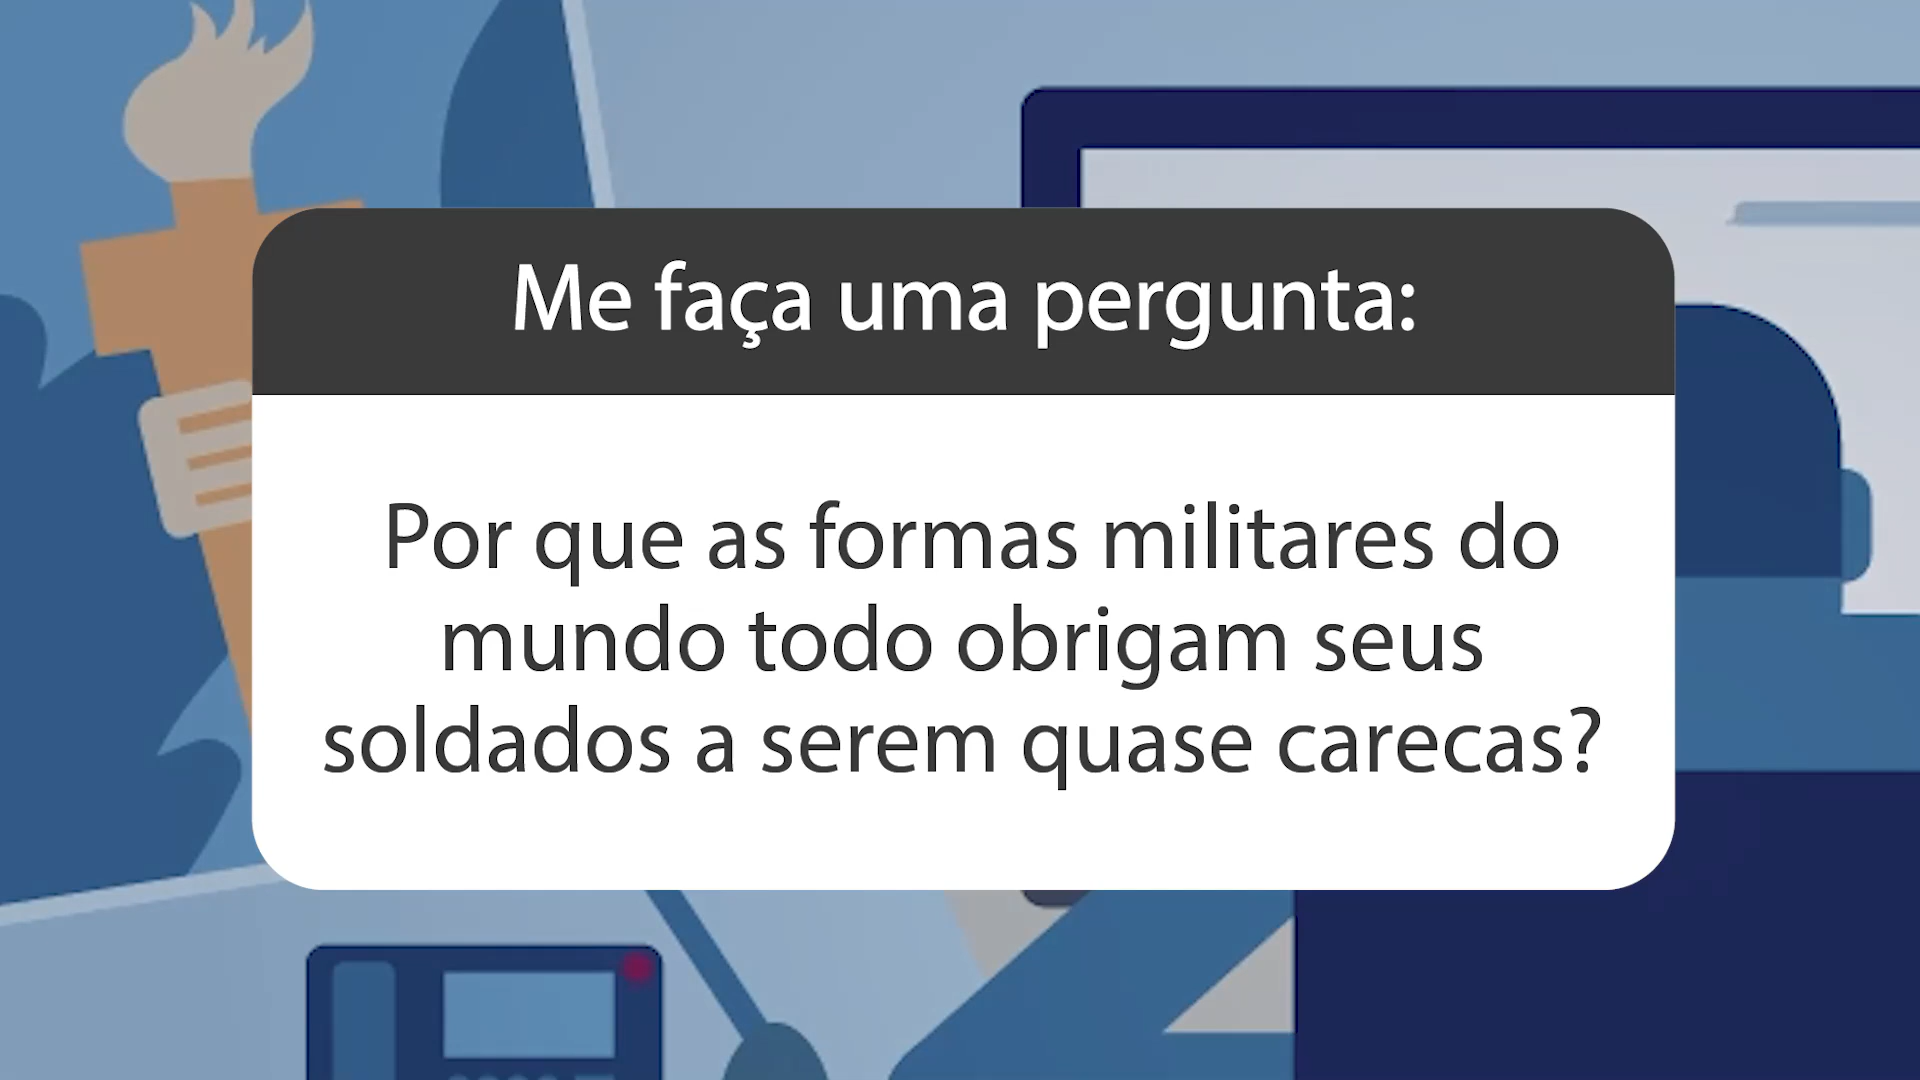 Me faça uma pergunta:
Por que as formas militares do
mundo todo obrigam seus
soldados a serem quase carecas?